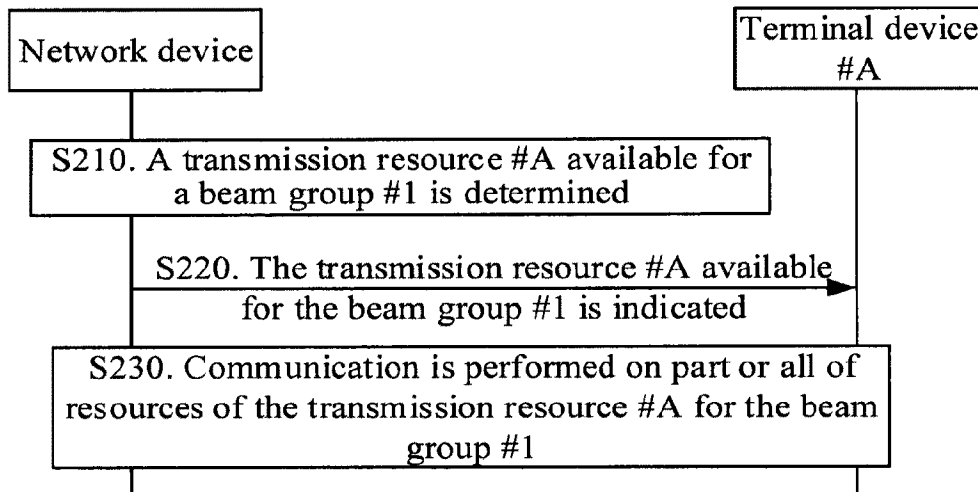 Network device
Terminal device
#A
S210. A transmission resource #A available for
a beam group #1 is determined
S220. The transmission resource #A available
for the beam group #1 is indicated
S230. Communication is performed on part or all of
resources of the transmission resource #A for the beam
group #1